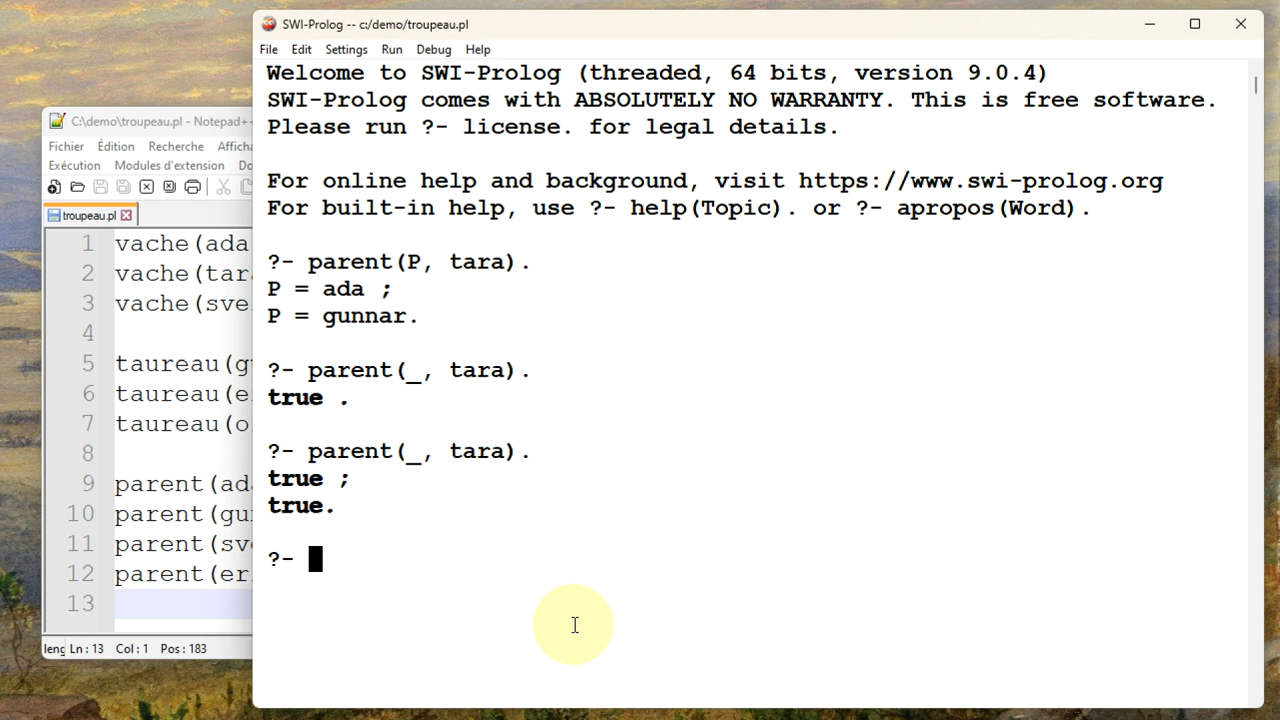 SWI-Prolog -- c:/demo/troupeau.pl
File Edit Settings Run Debug Help
Welcome to SWI-Prolog (threaded, 64 bits, version 9.0.4)
SWI-Prolog comes with ABSOLUTELY NO WARRANTY. This is free software.
Please run ?- license. for legal details.
For online help and background, visit https://www.swi-prolog.org
For built-in help, use ?- help(Topic). or ?- apropos(Word).
?- parent(P, tara).
P = ada ;
P = gunnar.
?- parent(_, tara).
true .
?- parent(_, tara).
true ;
true.
?-
C:\demo\troupeau.pl - Notepad+
Fichier Édition Recherche Afficha
Exécution Modules d'extension Do
troupeau.pl
1 vache(ada
2 vache(tar
3 vache(sve
4
5 taureau(g
6 taureau(e
7 taureau(o
8
9 parent(ad
10 parent(gu
11 parent(sv
12 parent(er
13
leng Ln : 13 Col : 1 Pos : 183